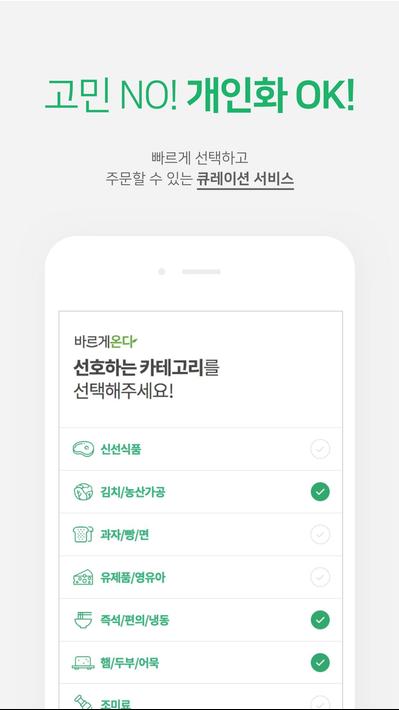 고민 NO! 개인화 OK!
빠르게 선택하고
주문할 수 있는 큐레이션 서비스
바르게온다
선호하는 카테고리를
선택해주세요!
신선식품
김치/농산가공
과자/빵/면
유제품/영유아
즉석/편의/냉동
햄/두부/어묵
조미료